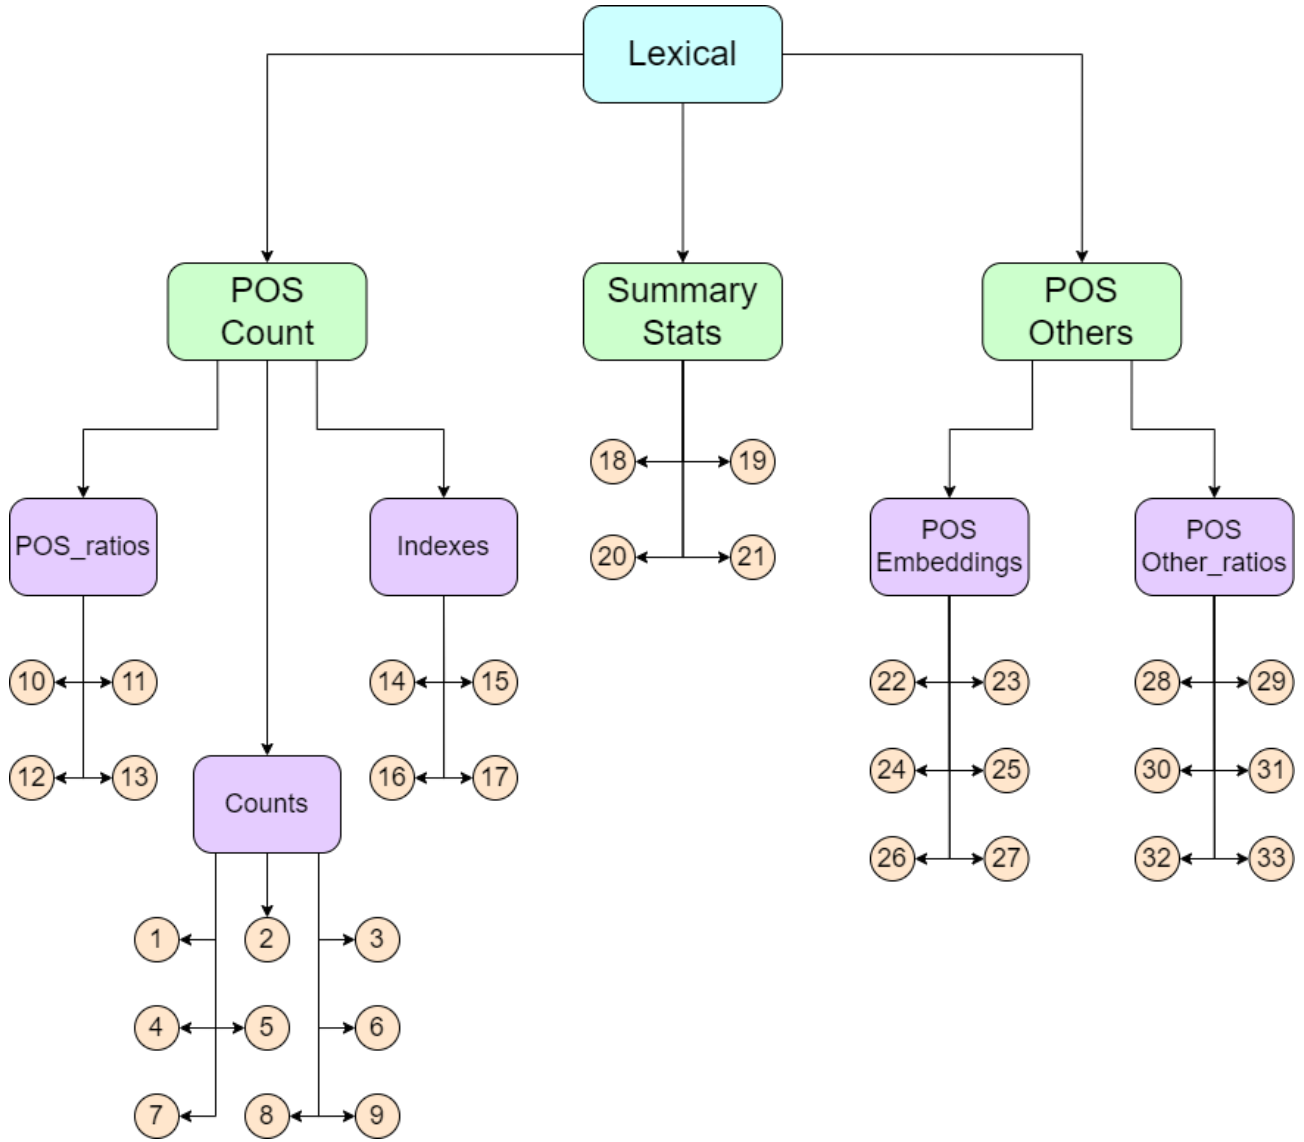 Lexical
POS
Count
Summary
Stats
POS
Others
18
19
20
21
POS_ratios
Indexes
POS
Embeddings
POS
Other_ratios
10
11
14
15
22
23
28
29
12
13
16
17
24
25
30
31
Counts
26
27
32
33
1
2
3
4
5
6
7
8
9